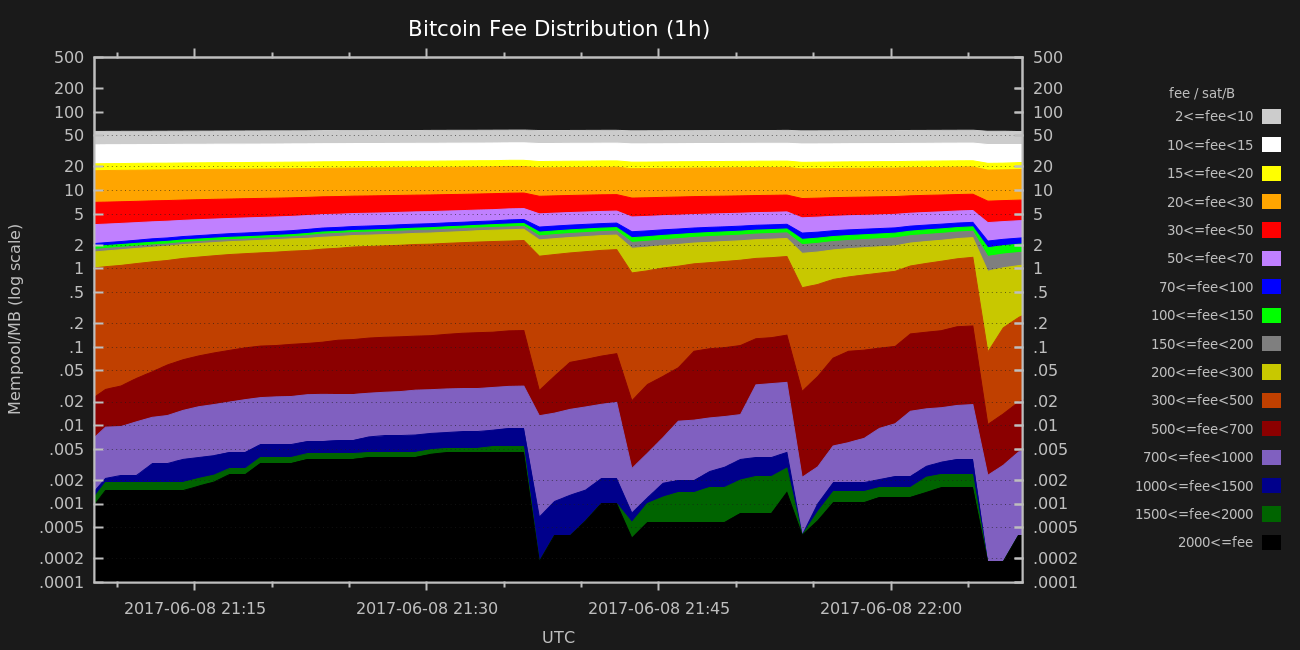 Bitcoin Fee Distribution (1h)
Mempool/MB (log scale)
500
200
100
50
20
10
5
2
1
.5
.2
.1
.05
.02
.01
.005
.002
.001
.0005
.0002
.0001
2017-06-08 21:15
2017-06-08 21:30
2017-06-08 21:45
2017-06-08 22:00
UTC
500
200
100
50
20
10
5
2
1
.5
.2
.1
.05
.02
.01
.005
.002
.001
.0005
.0002
.0001
fee / sat/B
2<=fee<10
10<=fee<15
15<=fee<20
20<=fee<30
30<=fee<50
50<=fee<70
70<=fee<100
100<=fee<150
150<=fee<200
200<=fee<300
300<=fee<500
500<=fee<700
700<=fee<1000
1000<=fee<1500
1500<=fee<2000
2000<=fee